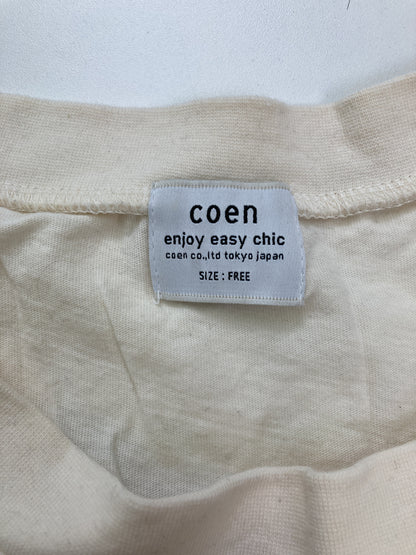 coen
enjoy easy chic
coen co.,ltd tokyo japan
SIZE : FREE